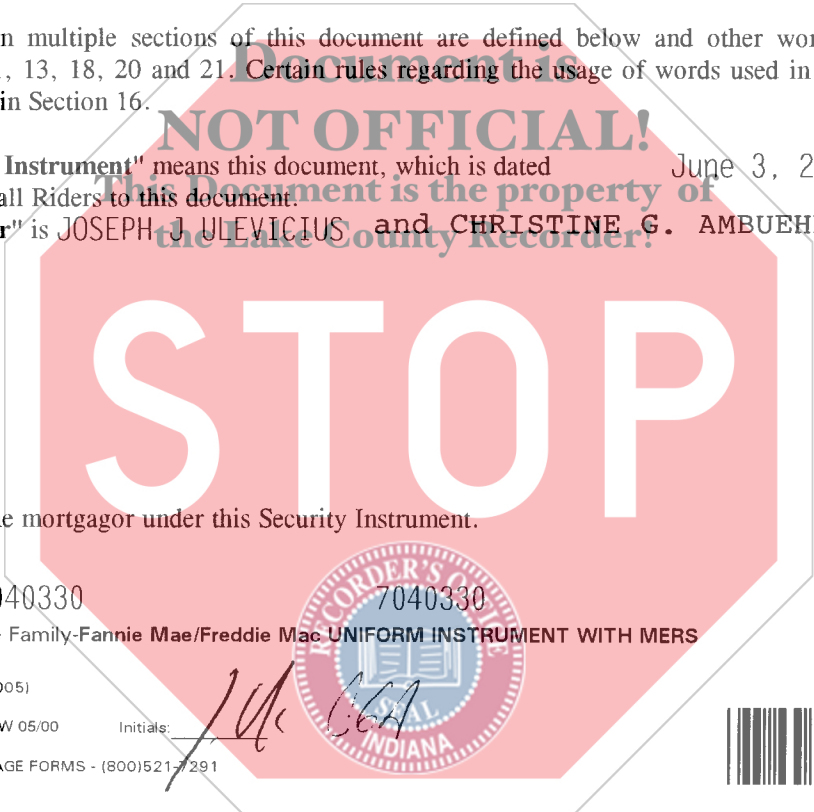 n multiple sections of this document are defined below and other wor
, 13, 18, 20 and 21. Certain rules regarding the usage of words used in
in Section 16.
Document is
NOT OFFICIAL!
This Document is the property of
the Lake County Recorder!
Instrument" means this document, which is dated June 3, 2
all Riders to this document.
r" is JOSEPH J ULEVICIUS and CHRISTINE G. AMBUEH
STOP
e mortgagor under this Security Instrument.
040330 7040330
Family-Fannie Mae/Freddie Mac UNIFORM INSTRUMENT WITH MERS
005)
W 05/00 Initials: CGA
AGE FORMS - (800)521-7291
RECORDER'S OFFICE
SEAL
INDIANA